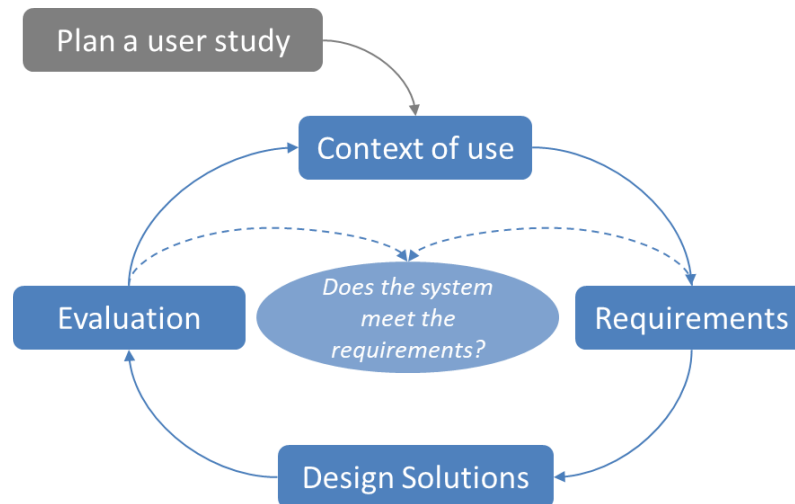 Plan a user study
Context of use
Evaluation
Does the system
meet the
requirements?
Requirements
Design Solutions